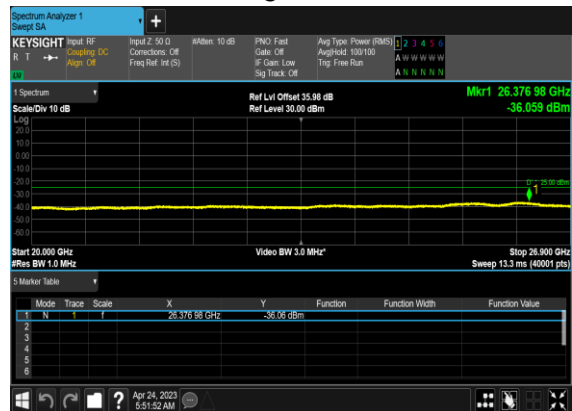 Spectrum Analyzer 1
Swept SA
+
KEYSIGHT Input: RF Input Z: 50 Ω #Atten: 10 dB PNO: Fast Avg Type: Power (RMS) 1 2 3 4 5 6
R T Coupling: DC Corrections: Off Gate: Off Avg|Hold: 100/100 A W W W W W
Align: Off Freq Ref: Int (S) IF Gain: Low Trig: Free Run
Sig Track: Off A N N N N N
LXI
1 Spectrum Ref Lvl Offset 35.98 dB Mkr1 26.376 98 GHz
Scale/Div 10 dB Ref Level 30.00 dBm -36.059 dBm
Log
20.0
10.0
0.00
-10.0
-20.0
-30.0
-40.0
-50.0
-60.0
1
Start 20.000 GHz Video BW 3.0 MHz* Stop 26.900 GHz
#Res BW 1.0 MHz Sweep 13.3 ms (40001 pts)
5 Marker Table
Mode Trace Scale X Y Function Function Width Function Value
1 N 1 f 26.376 98 GHz -36.06 dBm
2
3
4
5
6
? Apr 24, 2023
5:51:52 AM